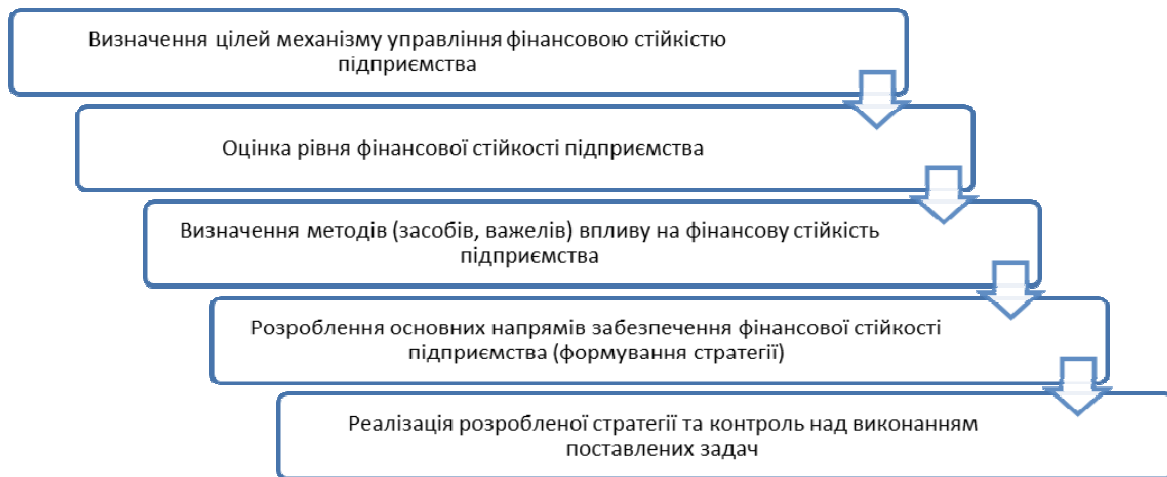 Визначення цілей механізму управління фінансовою стійкістю
підприємства
Оцінка рівня фінансової стійкості підприємства
Визначення методів (засобів, важелів) впливу на фінансову стійкість
підприємства
Розроблення основних напрямів забезпечення фінансової стійкості
підприємства (формування стратегії)
Реалізація розробленої стратегії та контроль над виконанням
поставлених задач